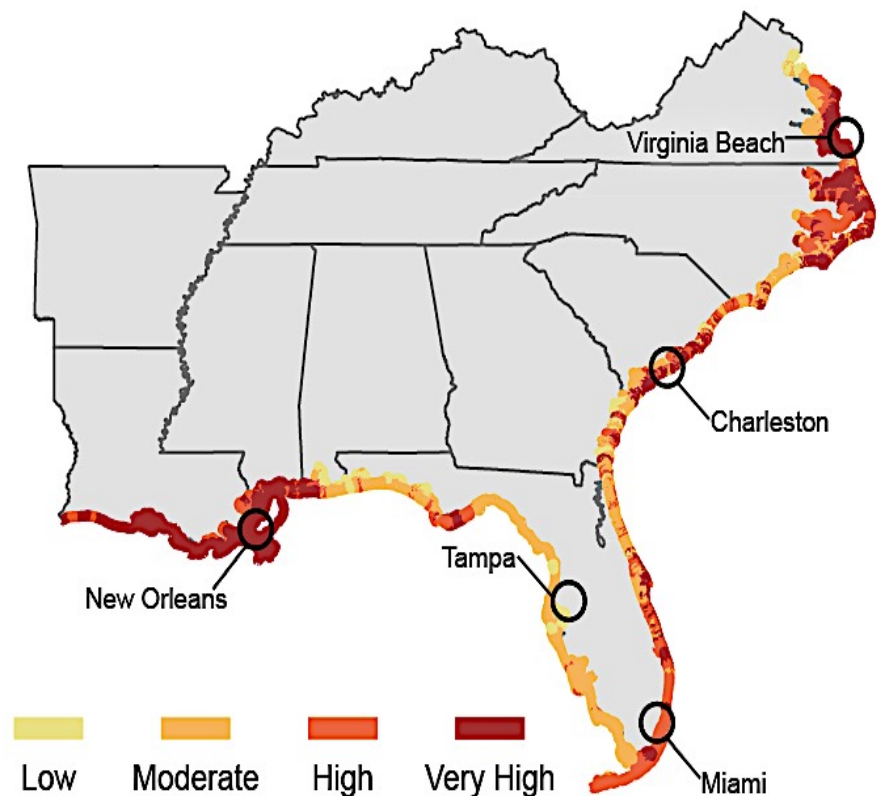 Virginia Beach
Charleston
Tampa
New Orleans
Miami
Low Moderate High Very High